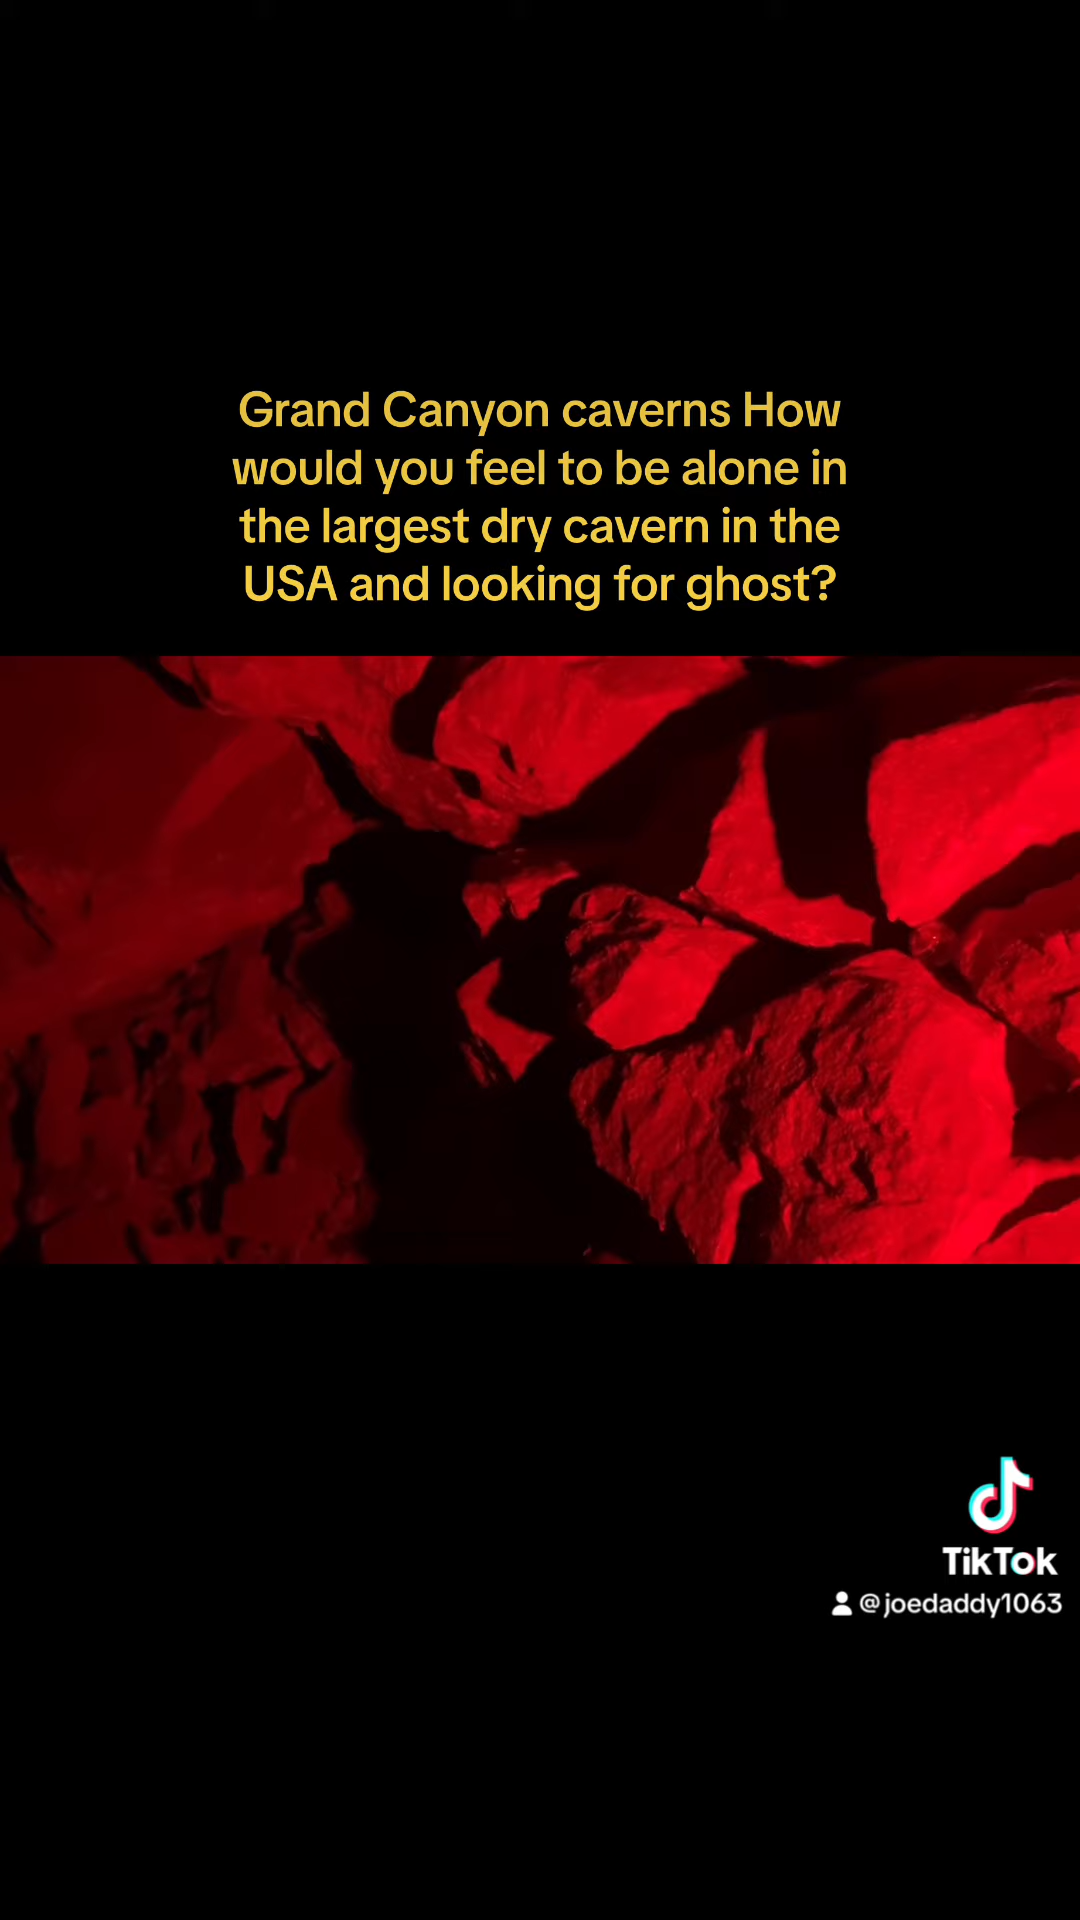 Grand Canyon caverns How
would you feel to be alone in
the largest dry cavern in the
USA and looking for ghost?
TikTok
@joedaddy1063